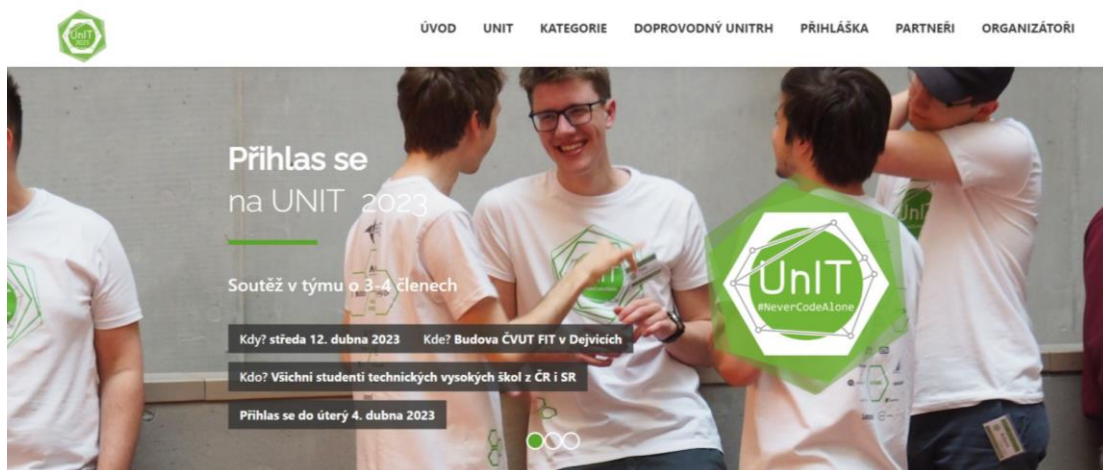 UnIT
2023
ÚVOD UNIT KATEGORIE DOPROVODNÝ UNITRH PŘIHLÁŠKA PARTNEŘI ORGANIZÁTOŘI
Přihlas se
na UNIT 2023
Soutěž v týmu o 3-4 členech
Kdy? středa 12. dubna 2023 Kde? Budova ČVUT FIT v Dejvicích
Kdo? Všichni studenti technických vysokých škol z ČR i SR
Přihlas se do úterý 4. dubna 2023
UnIT
#NeverCodeAlone
UnIT